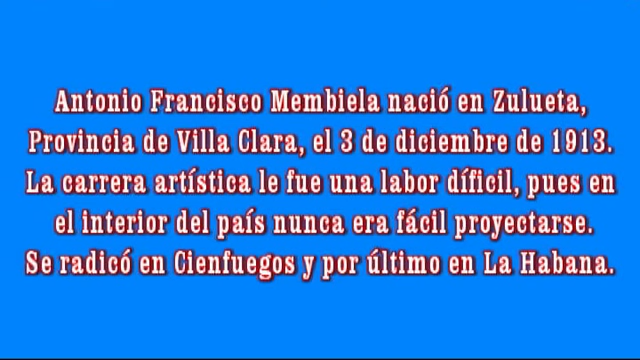 Antonio Francisco Membiela nació en Zulueta,
Provincia de Villa Clara, el 3 de diciembre de 1913.
La carrera artística le fue una labor díficil, pues en
el interior del país nunca era fácil proyectarse.
Se radicó en Cienfuegos y por último en La Habana.